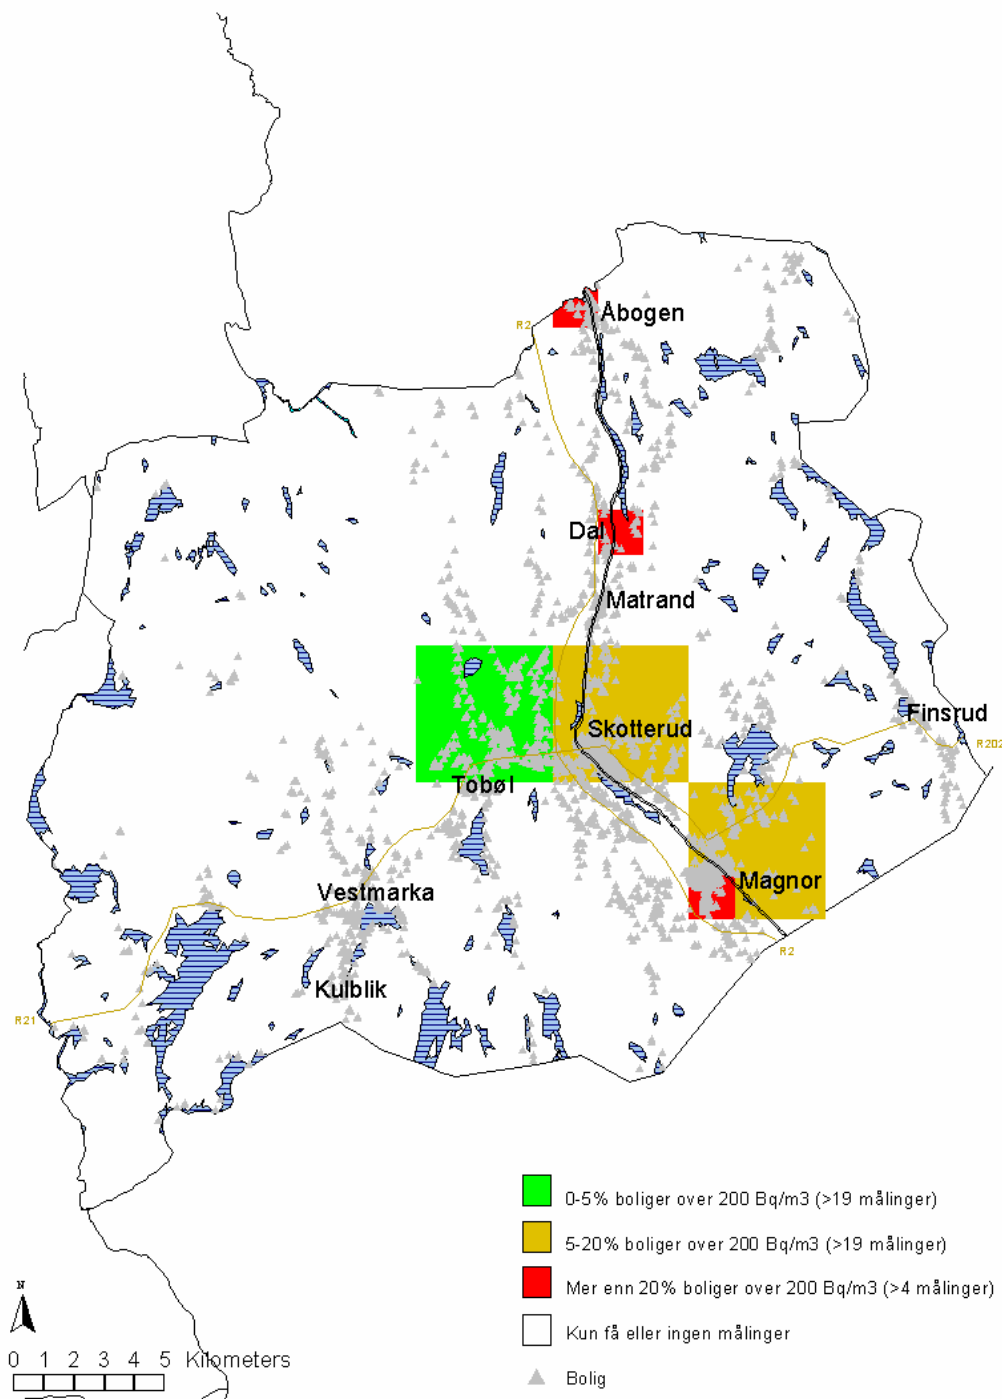 Åbogen
R2
Dal
Matrand
Finsrud
Skotterud
R202
Tobøl
Magnor
Vestmarka
R2
Kulblik
R21
0-5% boliger over 200 Bq/m3 (>19 målinger)
5-20% boliger over 200 Bq/m3 (>19 målinger)
Mer enn 20% boliger over 200 Bq/m3 (>4 målinger)
Kun få eller ingen målinger
Bolig
N
0 1 2 3 4 5 Kilometers